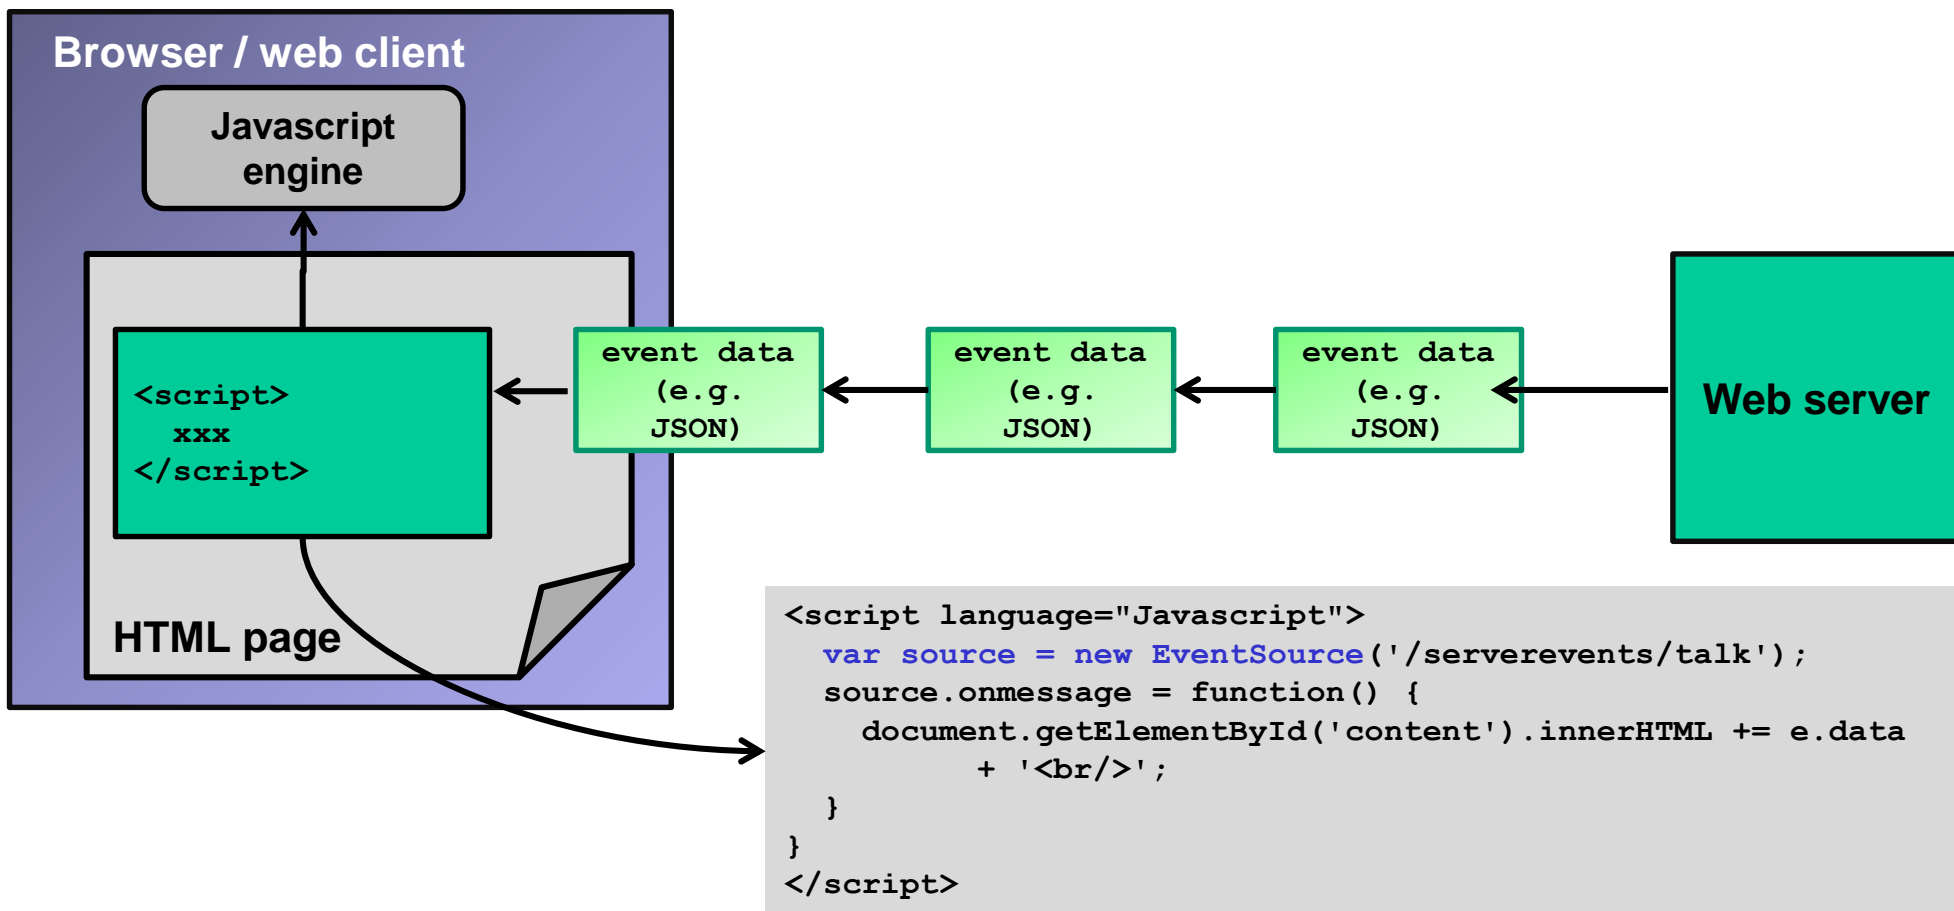 Browser / web client
Javascript
engine
<script>
  xxx
</script>
HTML page
event data
(e.g.
JSON)
event data
(e.g.
JSON)
event data
(e.g.
JSON)
Web server
<script language="Javascript">
  var source = new EventSource('/serverevents/talk');
  source.onmessage = function() {
    document.getElementById('content').innerHTML += e.data
          + '<br/>';
  }
}
</script>